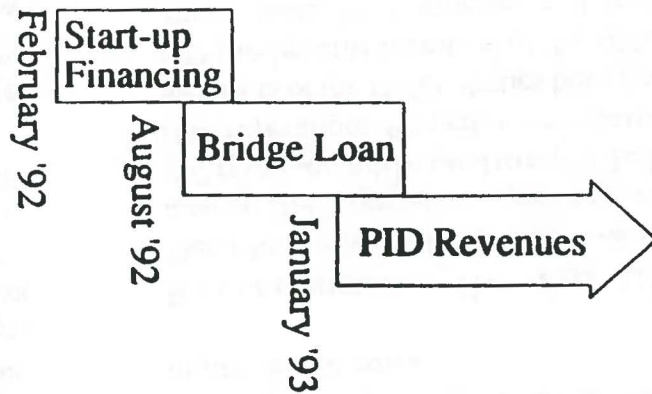 Start-up
Financing
February '92
Bridge Loan
August '92
PID Revenues
January '93